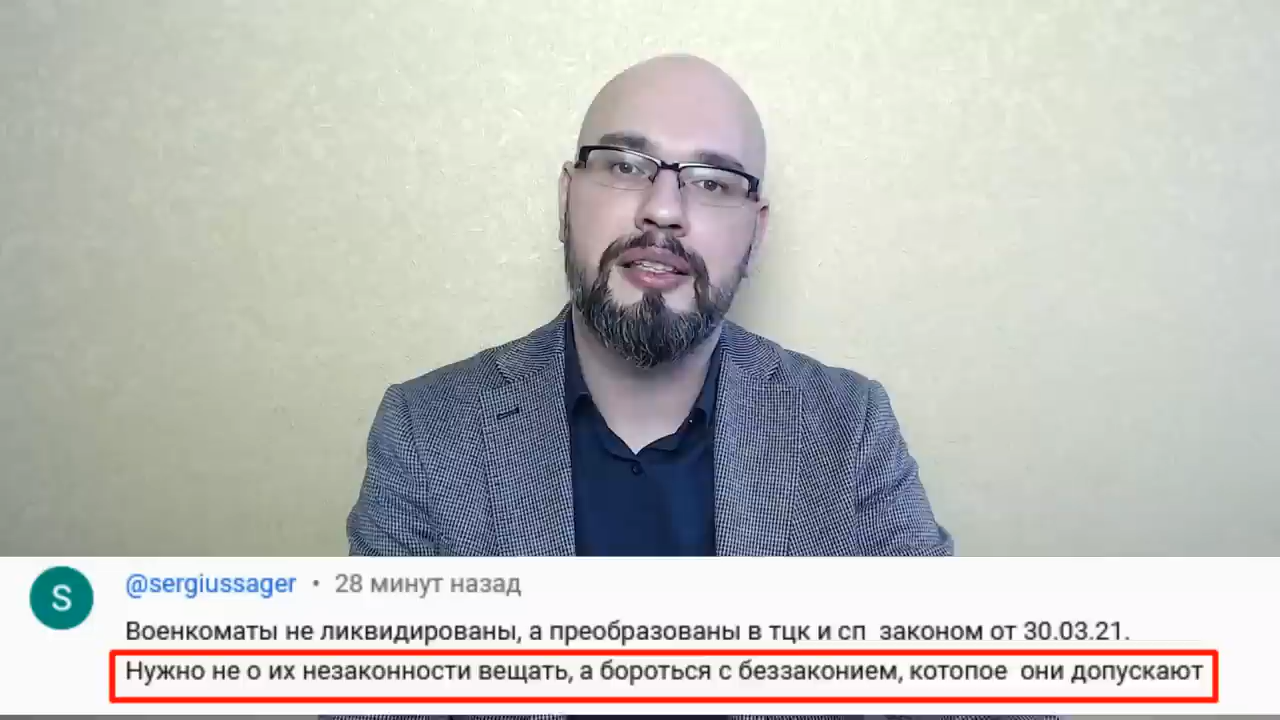 S
@sergiussager • 28 минут назад
Военкоматы не ликвидированы, а преобразованы в тцк и сп законом от 30.03.21.
Нужно не о их незаконности вещать, а бороться с беззаконием, котопое они допускают